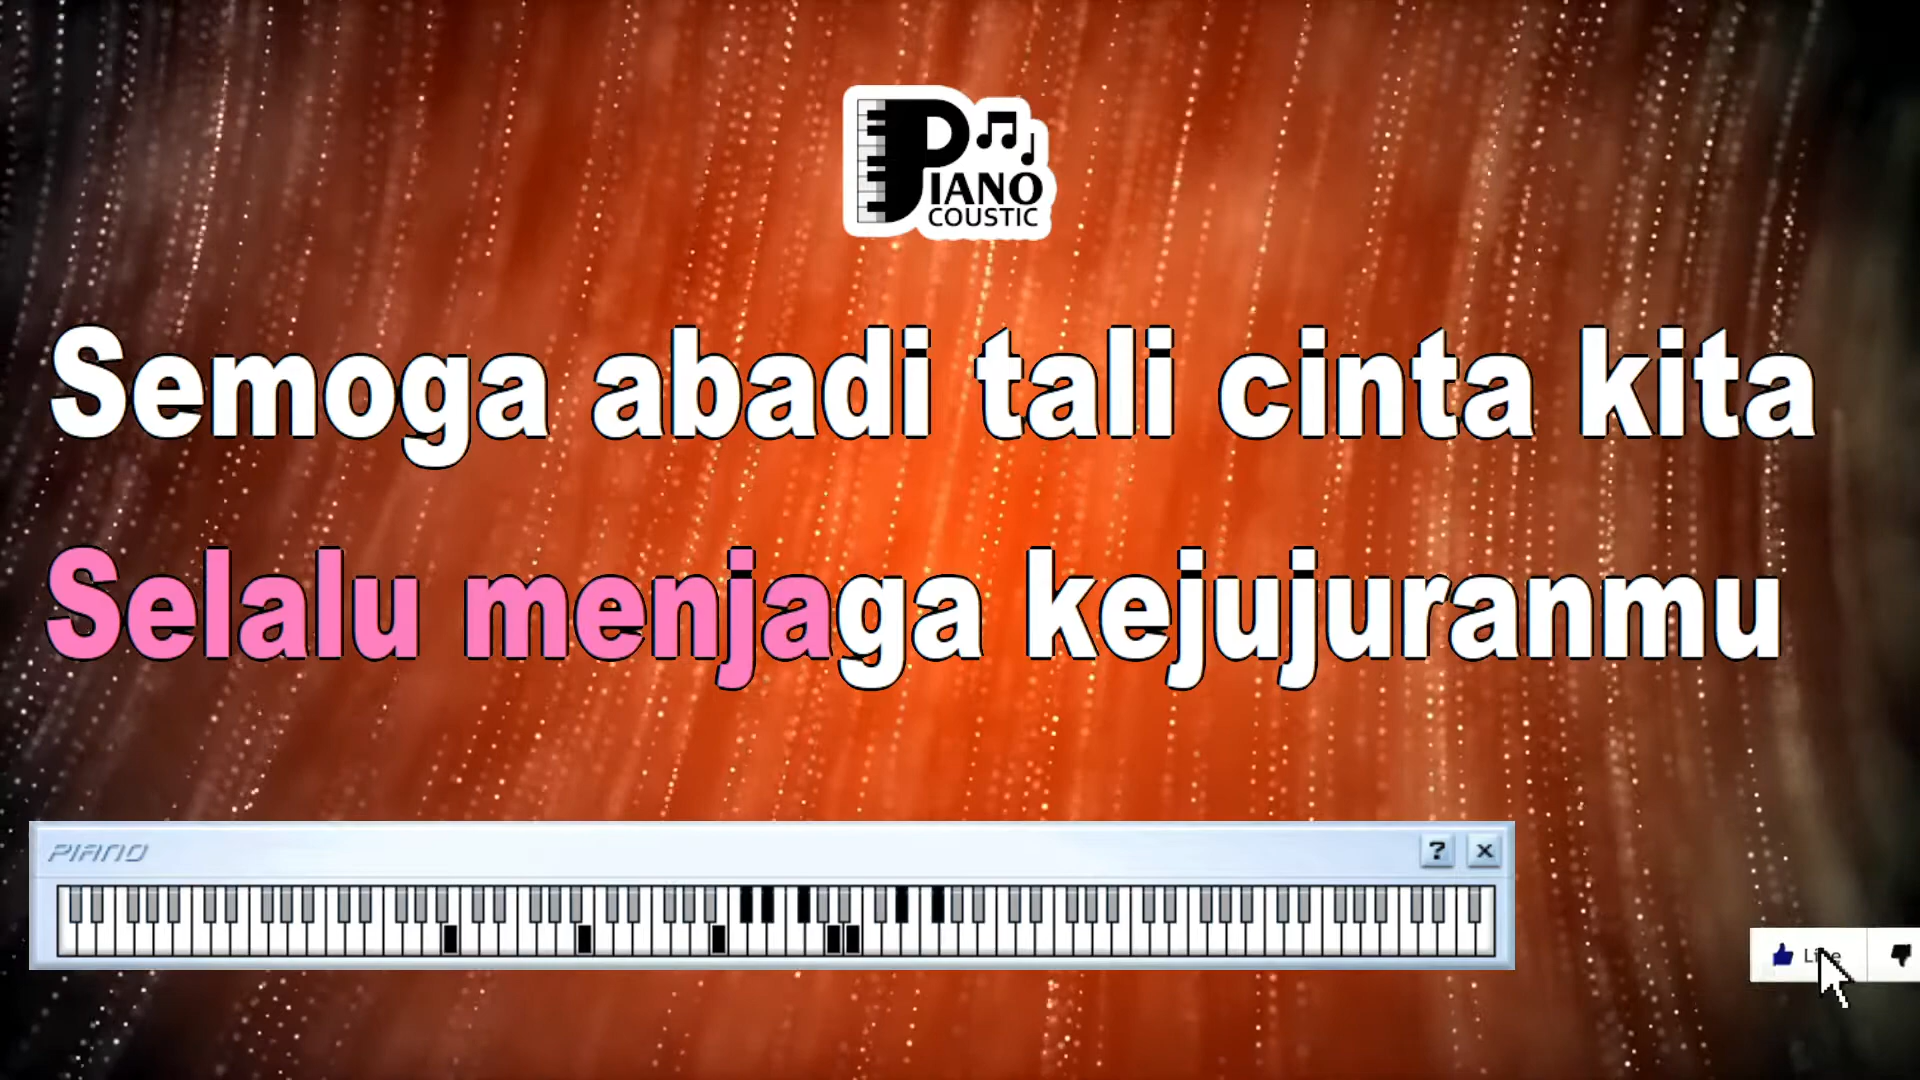 PIANO
COUSTIC
Semoga abadi tali cinta kita
Selalu menjaga kejujuranmu
PIANO
?
Like